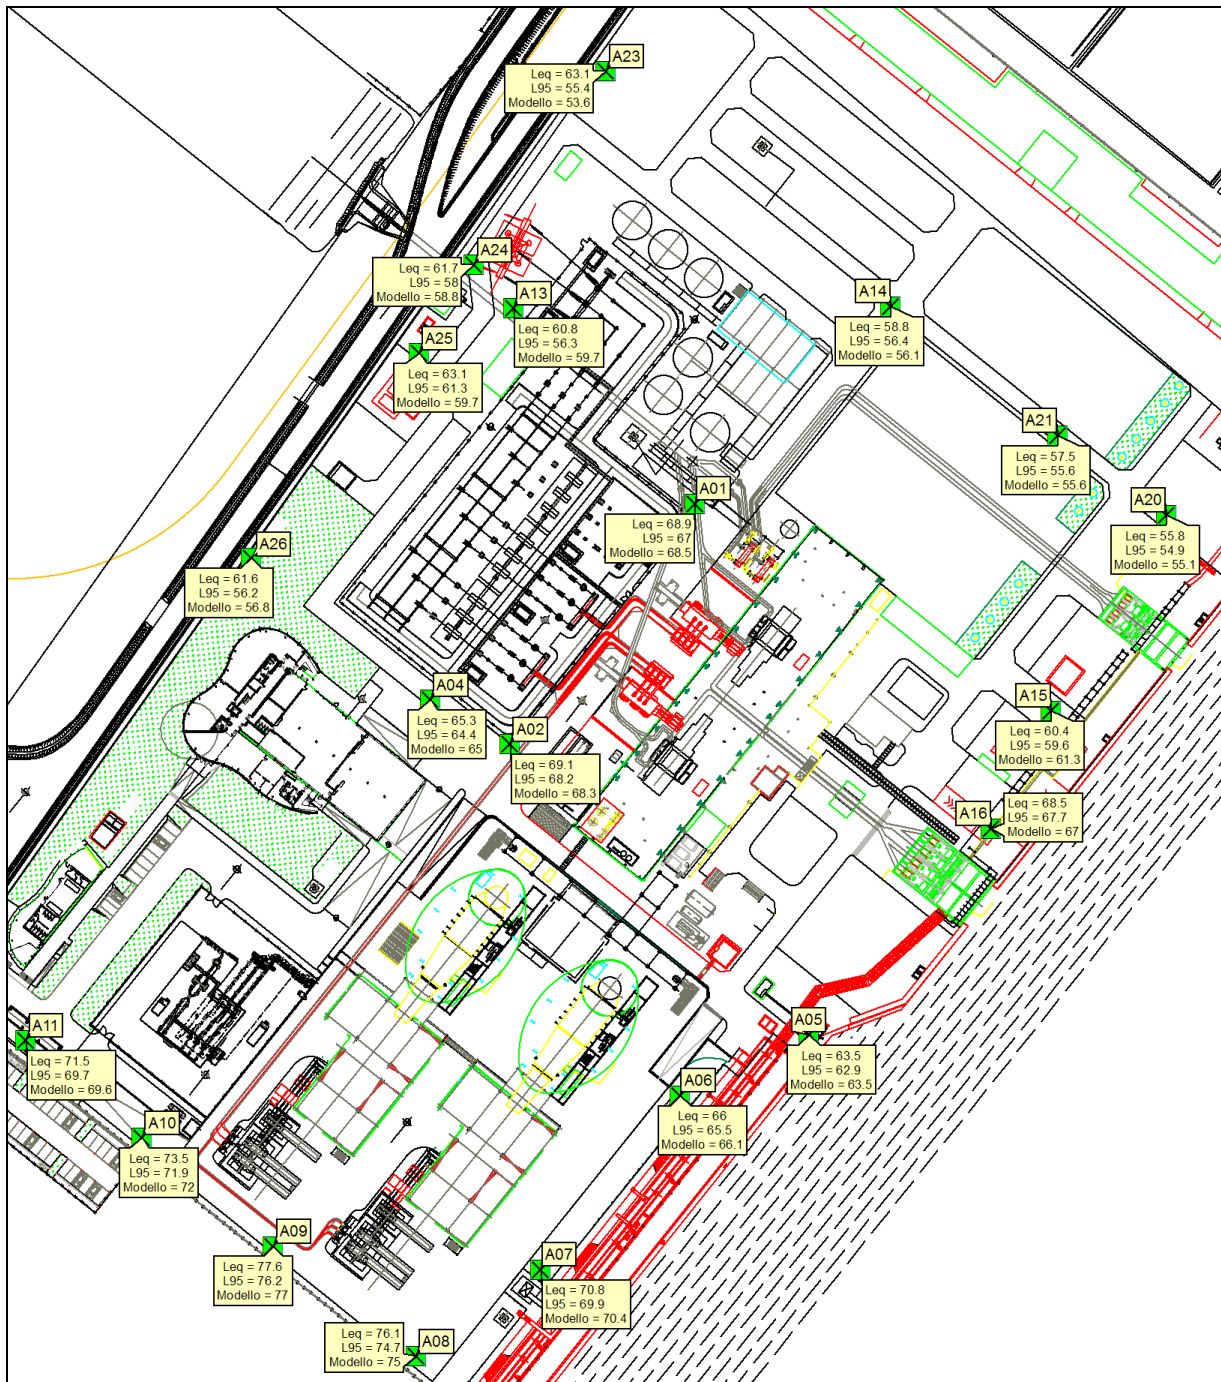 A23
Leq = 63.1
L95 = 55.4
Modello = 53.6
A24
Leq = 61.7
L95 = 58
Modello = 58.8
A13
Leq = 60.8
L95 = 56.3
Modello = 59.7
A14
Leq = 58.8
L95 = 56.4
Modello = 56.1
A25
Leq = 63.1
L95 = 61.3
Modello = 59.7
A21
Leq = 57.5
L95 = 55.6
Modello = 55.6
A01
Leq = 68.9
L95 = 67
Modello = 68.5
A20
Leq = 55.8
L95 = 54.9
Modello = 55.1
A26
Leq = 61.6
L95 = 56.2
Modello = 56.8
A04
Leq = 65.3
L95 = 64.4
Modello = 65
A02
Leq = 69.1
L95 = 68.2
Modello = 68.3
A15
Leq = 60.4
L95 = 59.6
Modello = 61.3
A16
Leq = 68.5
L95 = 67.7
Modello = 67
A11
Leq = 71.5
L95 = 69.7
Modello = 69.6
A05
Leq = 63.5
L95 = 62.9
Modello = 63.5
A06
Leq = 66
L95 = 65.5
Modello = 66.1
A10
Leq = 73.5
L95 = 71.9
Modello = 72
A09
Leq = 77.6
L95 = 76.2
Modello = 77
A07
Leq = 70.8
L95 = 69.9
Modello = 70.4
A08
Leq = 76.1
L95 = 74.7
Modello = 75